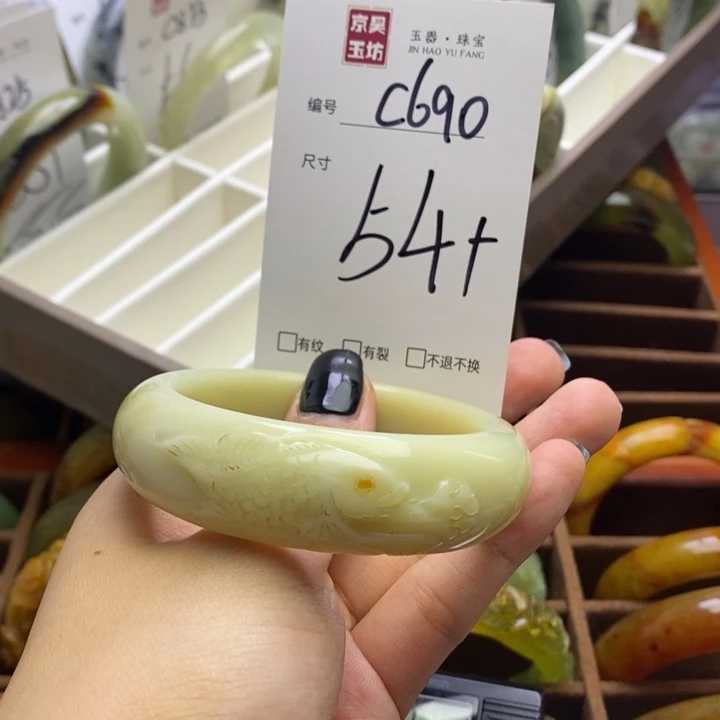 京昊
玉坊
玉器·珠宝
JIN HAO YU FANG
编号 C690
尺寸
54+
□有纹 □有裂 □不退不换